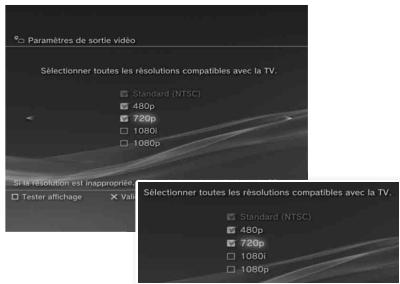 Paramètres de sortie vidéo
Sélectionner toutes les résolutions compatibles avec la TV.
Standard (NTSC)
480p
720p
1080i
1080p
Si la résolution est inappropriée,
Tester affichage X Vali
Sélectionner toutes les résolutions compatibles avec la TV.
Standard (NTSC)
480p
720p
1080i
1080p